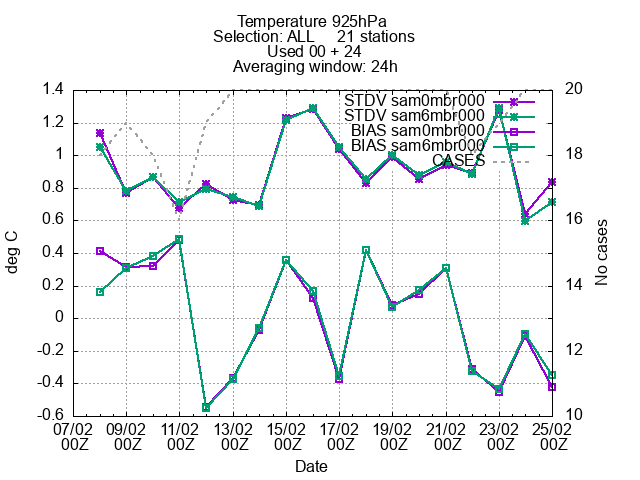 Temperature 925hPa
Selection: ALL     21 stations
Used 00 + 24
Averaging window: 24h
STDV sam0mbr000
STDV sam6mbr000
BIAS sam0mbr000
BIAS sam6mbr000
CASES
1.4
1.2
1
0.8
0.6
0.4
0.2
0
-0.2
-0.4
-0.6
deg C
20
18
16
14
12
10
No cases
07/02 09/02 11/02 13/02 15/02 17/02 19/02 21/02 23/02 25/02
00Z 00Z 00Z 00Z 00Z 00Z 00Z 00Z 00Z 00Z
Date